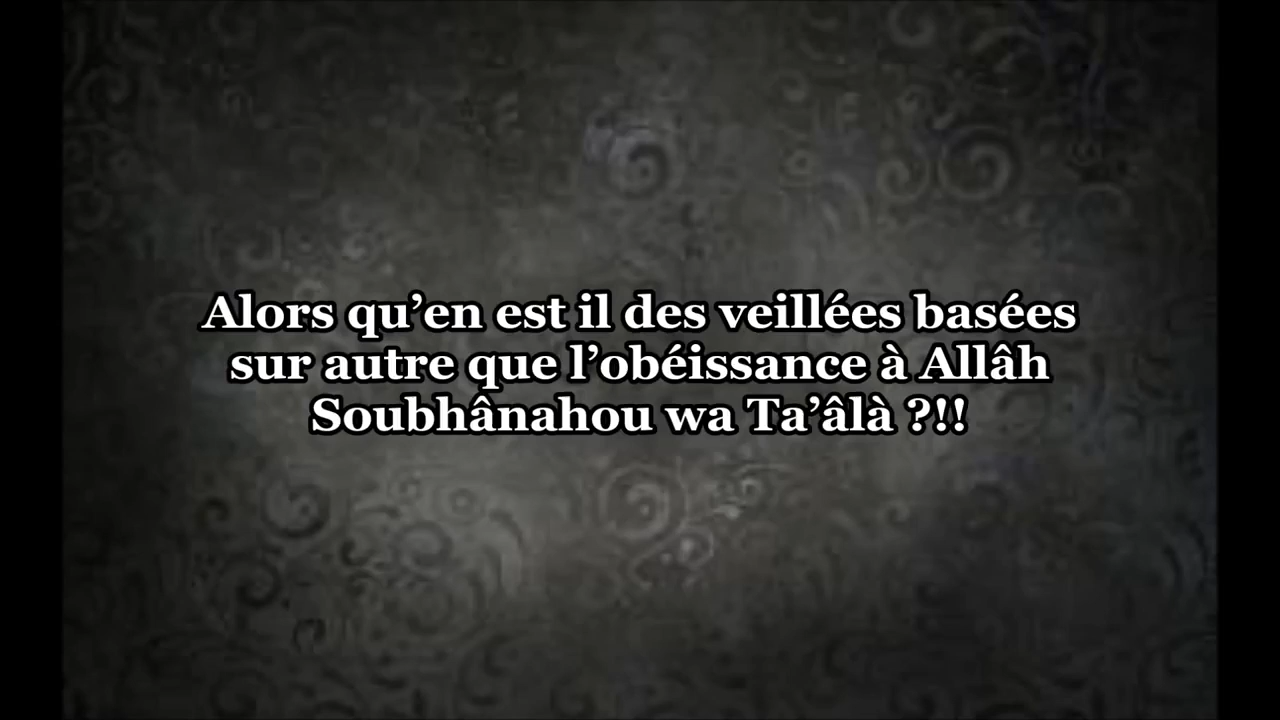 Alors qu’en est il des veillées basées
sur autre que l’obéissance à Allâh
Soubhânahou wa Ta’âlà ?!!